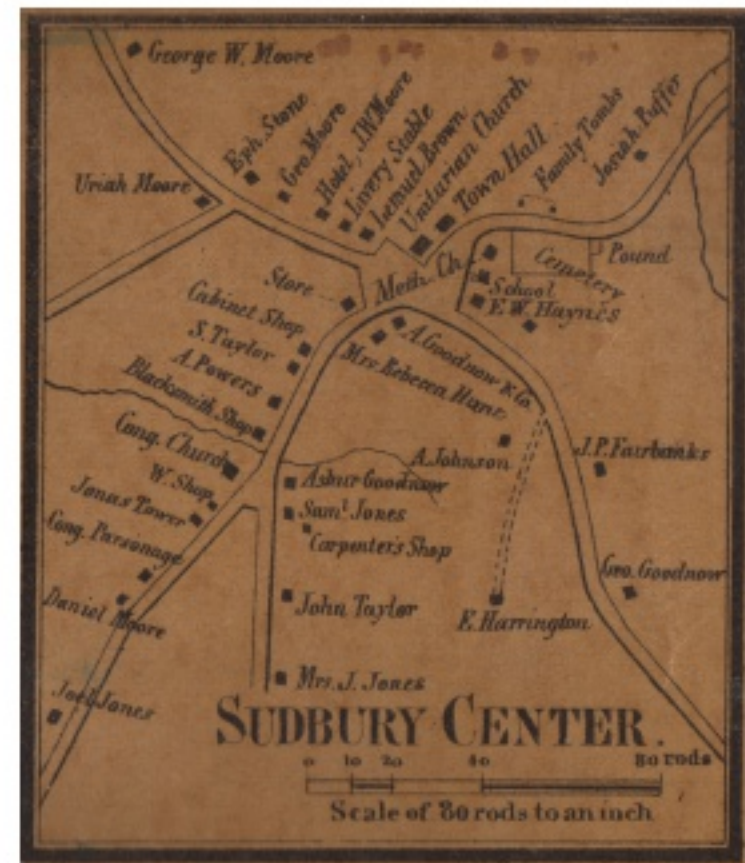 George W. Moore
Eph. Stone
Geo. Moore
Hotel, J.W. Moore
Livery Stable
Lemuel Brown
Unitarian Church
Town Hall
Family Tombs
Josiah Puffer
Uriah Moore
Store
Meth. Ch.
Cemetery
Pound
School
E. W. Haynes
Cabinet Shop
S. Taylor
A. Powers
Blacksmith Shop
A. Goodnow & Co.
Mrs. Rebecca Hunt
Cong. Church
W. Shop
Jonas Tower
Cong. Parsonage
Daniel Moore
Joel Jones
A. Johnson
J. P. Fairbanks
Asbur Goodnow
Saml. Jones
Carpenter's Shop
John Taylor
E. Harrington
Geo. Goodnow
Mrs. J. Jones
SUDBURY CENTER.
0 10 20 40 80 rods
Scale of 80 rods to an inch